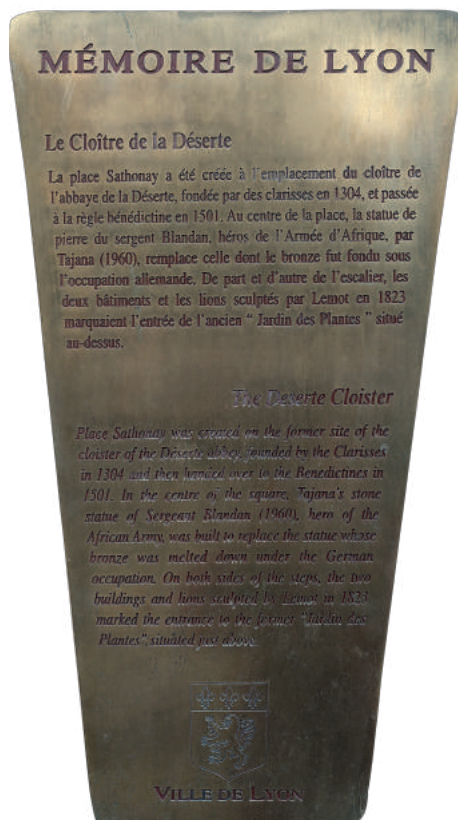 MÉMOIRE DE LYON
Le Cloître de la Déserte
La place Sathonay a été créée à l'emplacement du cloître de
l'abbaye de la Déserte, fondée par des clarisses en 1304, et passée
à la règle bénédictine en 1501. Au centre de la place, la statue de
pierre du sergent Blandan, héros de l'Armée d'Afrique, par
Tajana (1960), remplace celle dont le bronze fut fondu sous
l'occupation allemande. De part et d'autre de l'escalier, les
deux bâtiments et les lions sculptés par Lemot en 1823
marquaient l'entrée de l'ancien “ Jardin des Plantes ” situé
au-dessus.
The Déserte Cloister
Place Sathonay was created on the former site of the
cloister of the Déserte abbey, founded by the Clarisses
in 1304 and then handed over to the Benedictines in
1501. In the centre of the square, Tajana's stone
statue of Sergeant Blandan (1960), hero of the
African Army, was built to replace the statue whose
bronze was melted down under the German
occupation. On both sides of the steps, the two
buildings and lions sculpted by Lemot in 1823
marked the entrance to the former "Jardin des
Plantes", situated just above.
VILLE DE LYON